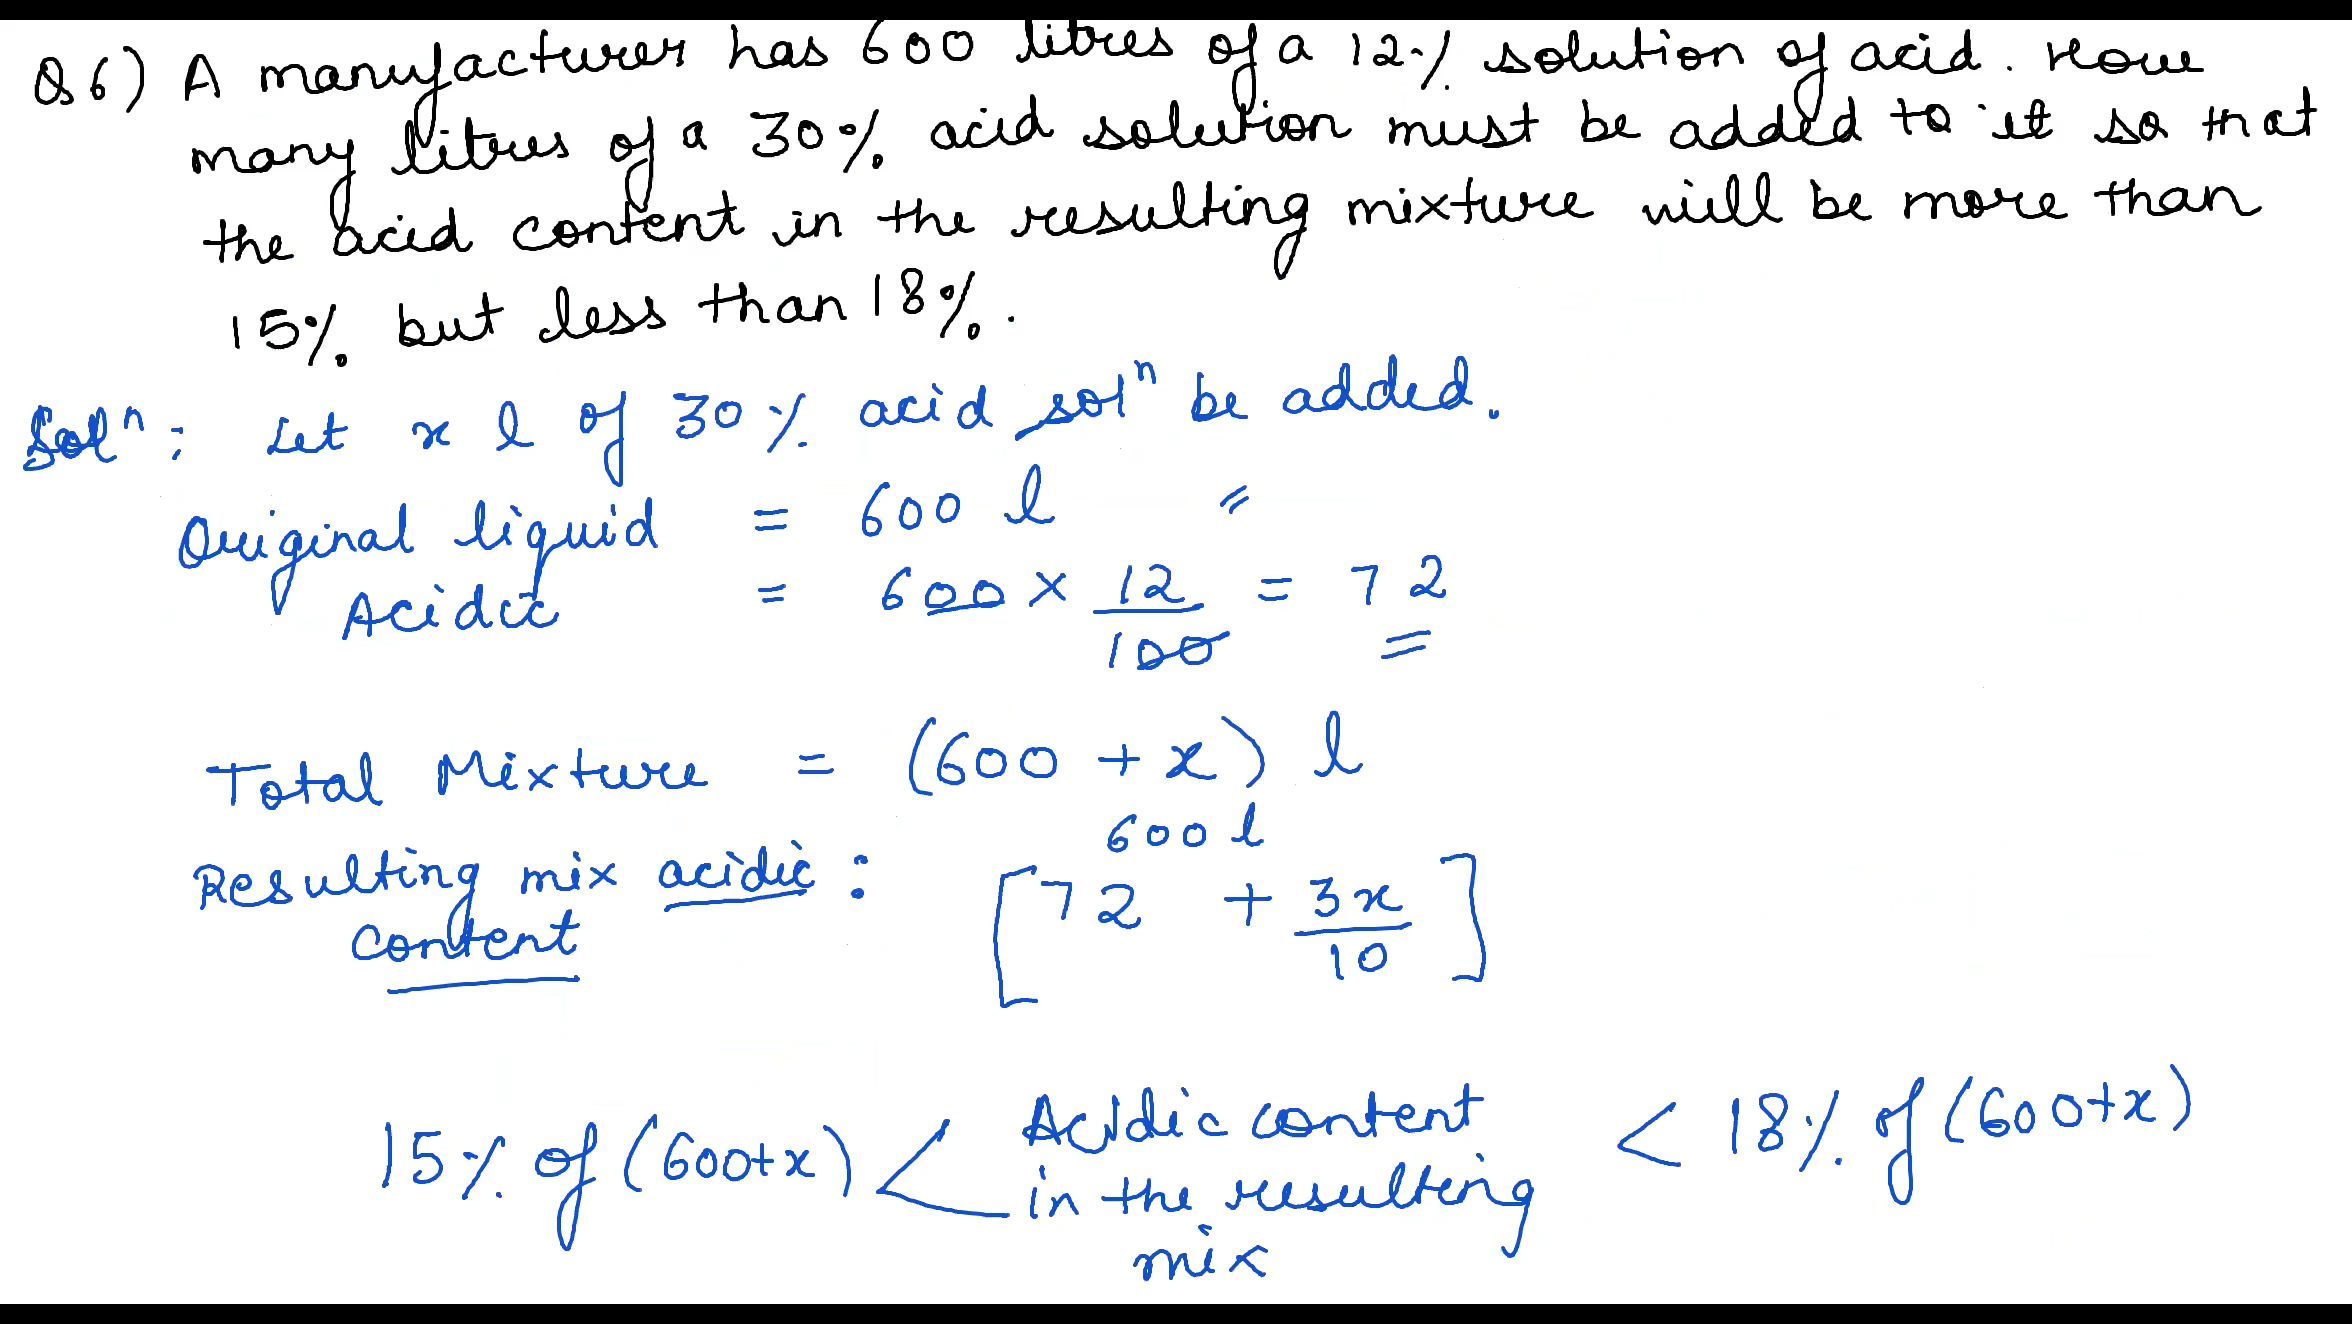 Q6) A manufacturer has 600 litres of a 12% solution of acid. How
many litres of a 30% acid solution must be added to it so that
the acid content in the resulting mixture will be more than
15% but less than 18%.
Solⁿ: Let x l of 30% acid solⁿ be added.
Original liquid = 600 l
Acidic = 600 × 12/100 = 72
Total Mixture = (600 + x) l
600 l
Resulting mix acidic : [72 + 3x/10]
content
15% of (600+x) < Acidic content < 18% of (600+x)
in the resulting
mix